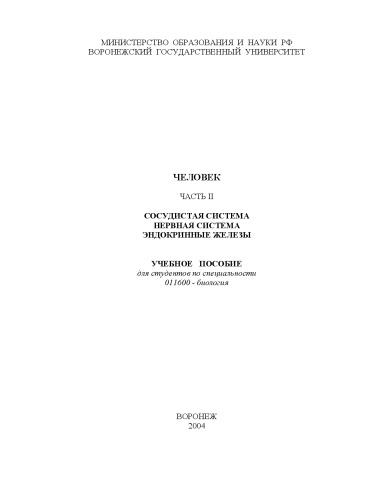 МИНИСТЕРСТВО ОБРАЗОВАНИЯ И НАУКИ РФ
ВОРОНЕЖСКИЙ ГОСУДАРСТВЕННЫЙ УНИВЕРСИТЕТ
ЧЕЛОВЕК
ЧАСТЬ II
СОСУДИСТАЯ СИСТЕМА
НЕРВНАЯ СИСТЕМА
ЭНДОКРИННЫЕ ЖЕЛЕЗЫ
УЧЕБНОЕ ПОСОБИЕ
для студентов по специальности
011600 - биология
ВОРОНЕЖ
2004